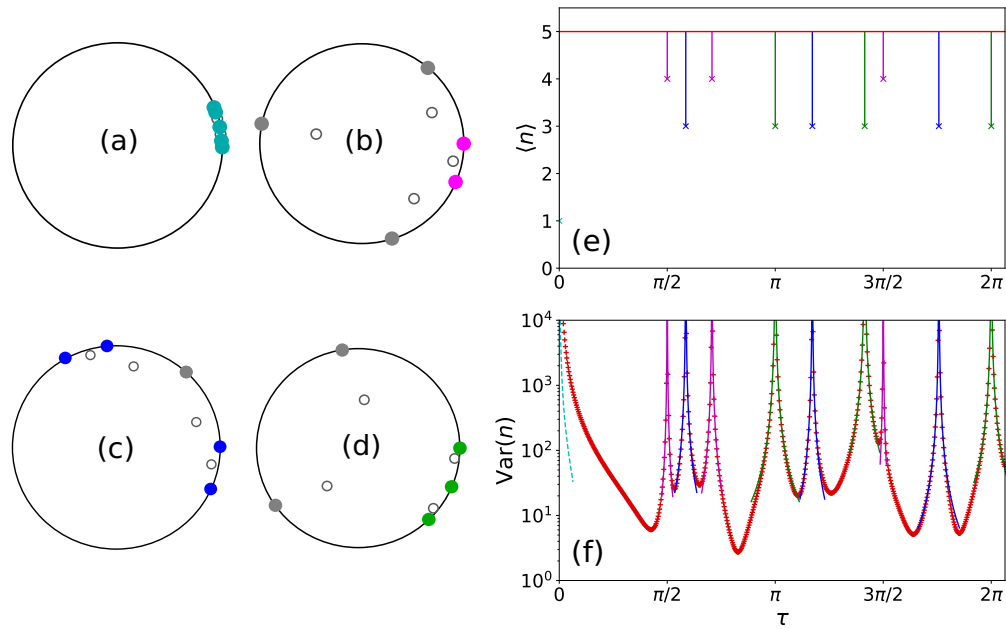 (a)
(b)
(c)
(d)
5
4
3
2
1
0
⟨n⟩
(e)
0
π/2
π
3π/2
2π
10⁴
10³
10²
10¹
10⁰
Var(n)
(f)
0
π/2
π
3π/2
2π
τ